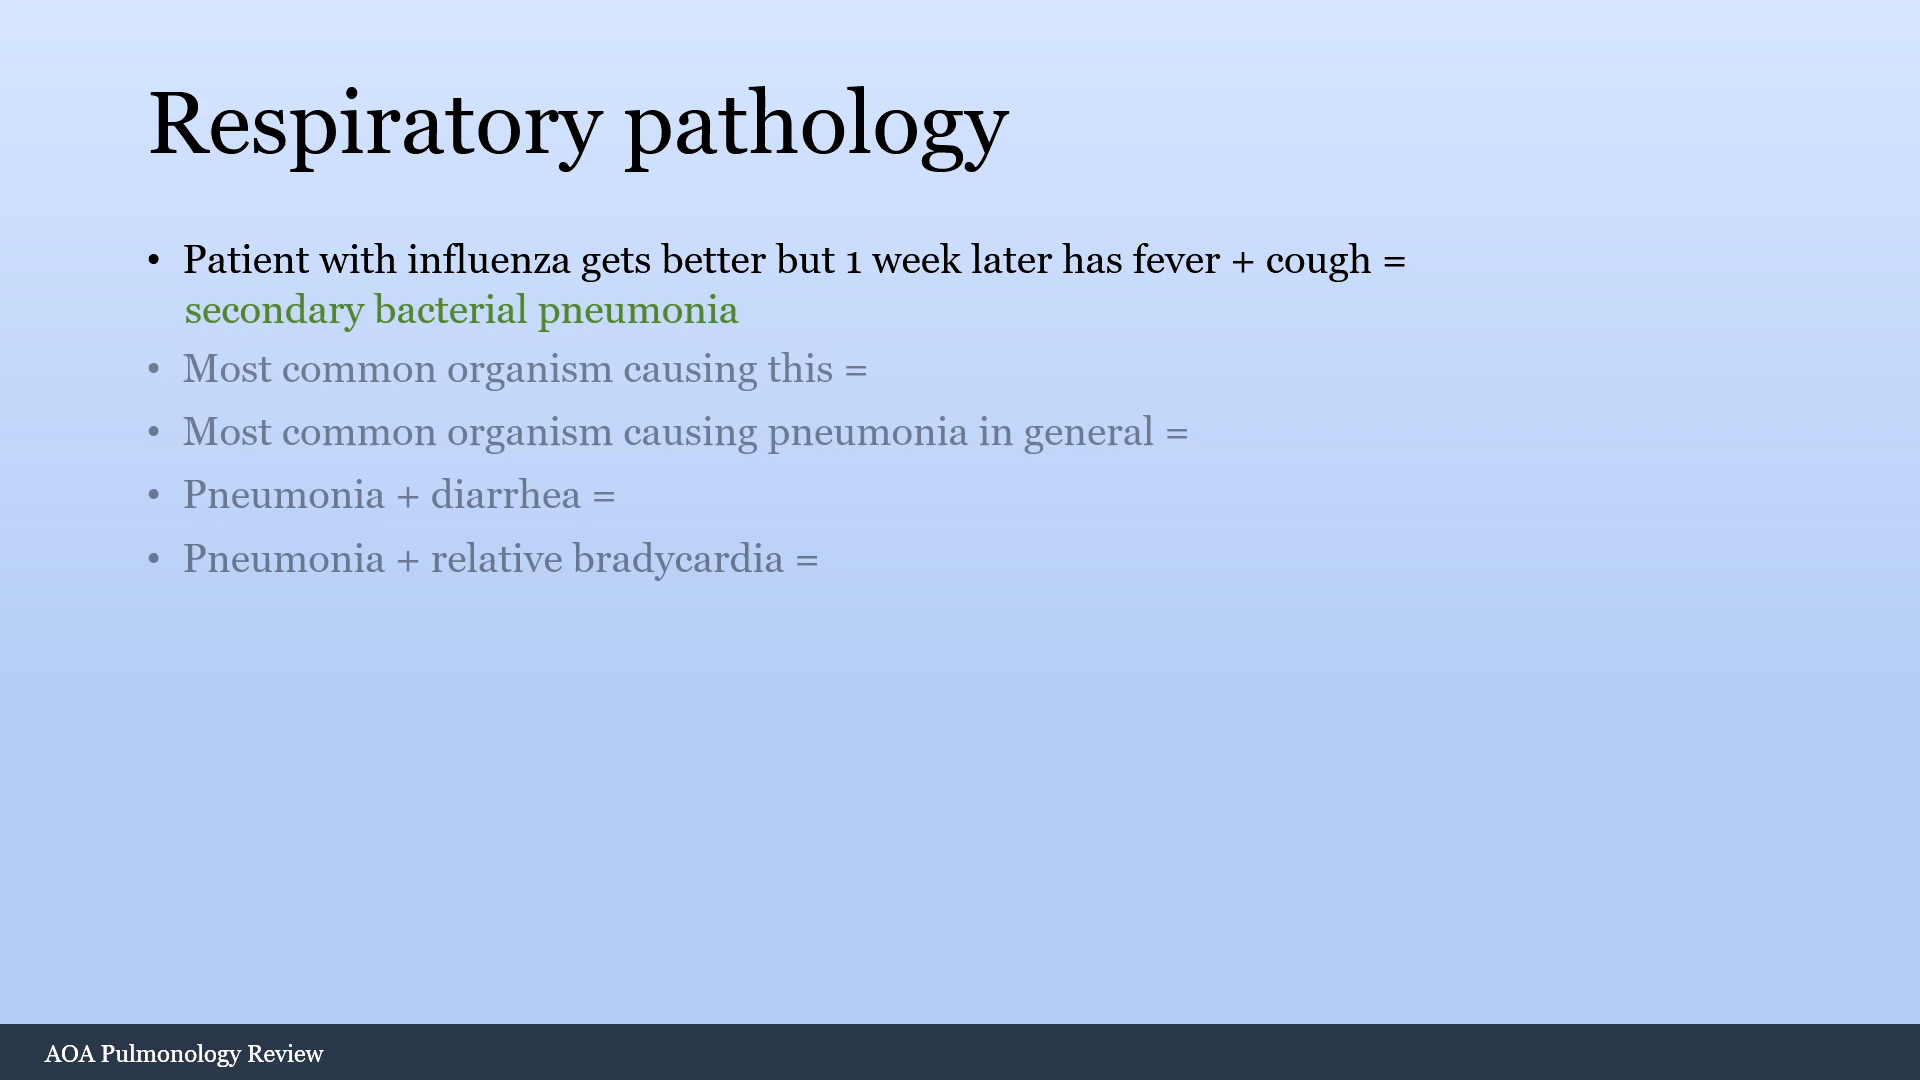 Respiratory pathology
• Patient with influenza gets better but 1 week later has fever + cough =
secondary bacterial pneumonia
• Most common organism causing this =
• Most common organism causing pneumonia in general =
• Pneumonia + diarrhea =
• Pneumonia + relative bradycardia =
AOA Pulmonology Review